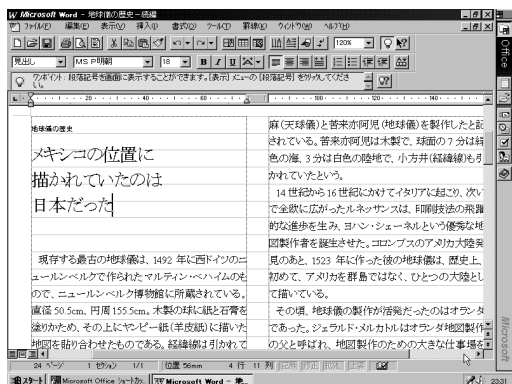 Microsoft Word - 地球儀の歴史－続編
ファイル(F) 編集(E) 表示(V) 挿入(I) 書式(O) ツール(T) 罫線(A) ウィンドウ(W) ヘルプ(H)
120%
見出し MS P明朝 18 B I U
ワンポイント: 段落記号を画面に表示することができます。[表示] メニューの [段落記号] をクリックしてくださ
い。
地球儀の歴史
メキシコの位置に
描かれていたのは
日本だった
現存する最古の地球儀は、1492 年に西ドイツのニ
ュールンベルクで作られたマルティン・ベハイムのも
ので、ニュールンベルク博物館に所蔵されている。
直径 50.5cm、円周 155.5cm。木製の球に紙と石膏を
塗りかため、その上にヤンピー紙(羊皮紙)に描いた
地図を貼り合わせたものである。経緯線は引かれて
麻(天球儀)と苦来亦阿児(地球儀)を製作したと記
されている。苦来亦阿児は木製で、球面の 7 分は緑
色の海、3 分は白色の陸地で、小方井(経緯線)も引
かれていたという。
14 世紀から 16 世紀にかけてイタリアに起こり、次い
で全欧に広がったルネッサンスは、印刷技法の飛躍
的な進歩を生み、ヨハン・シェーネルという優秀な地
図製作者を誕生させた。コロンブスのアメリカ大陸発
見のあと、1523 年に作った彼の地球儀は、歴史上、
初めて、アメリカを群島ではなく、ひとつの大陸とし
て描いている。
その頃、地球儀の製作が活発だったのはオランダ
であった。ジェラルド・メルカトルはオランダ地図製作
の父と呼ばれ、地図製作のための大きな仕事場を
24 ページ 1 セクション 1/1 位置 56mm 4 行 11 列 記録 校正 拡張 上書
スタート Microsoft Office ショートカ.. Microsoft Word - 地... 23:31
Office
Microsoft